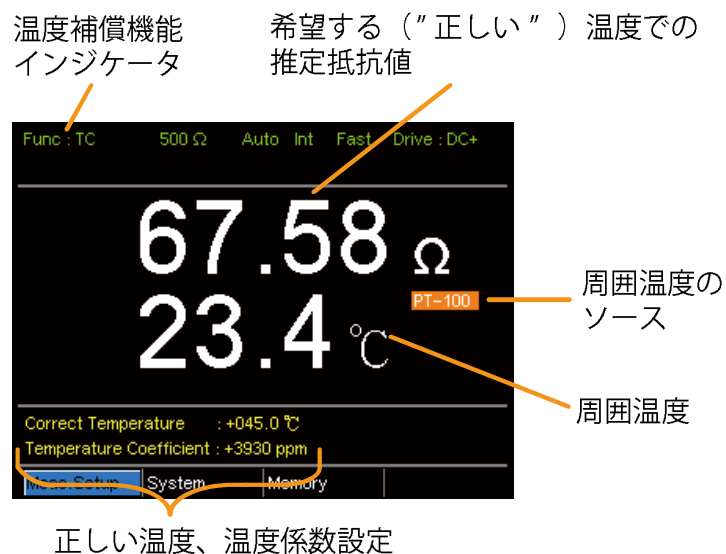 温度補償機能
インジケータ
希望する（”正しい”）温度での
推定抵抗値
Func : TC 500 Ω Auto Int Fast Drive : DC+
67.58 Ω
PT-100
23.4 ℃
周囲温度の
ソース
周囲温度
Correct Temperature : +045.0 ℃
Temperature Coefficient : +3930 ppm
Meas.Setup System Memory
正しい温度、温度係数設定